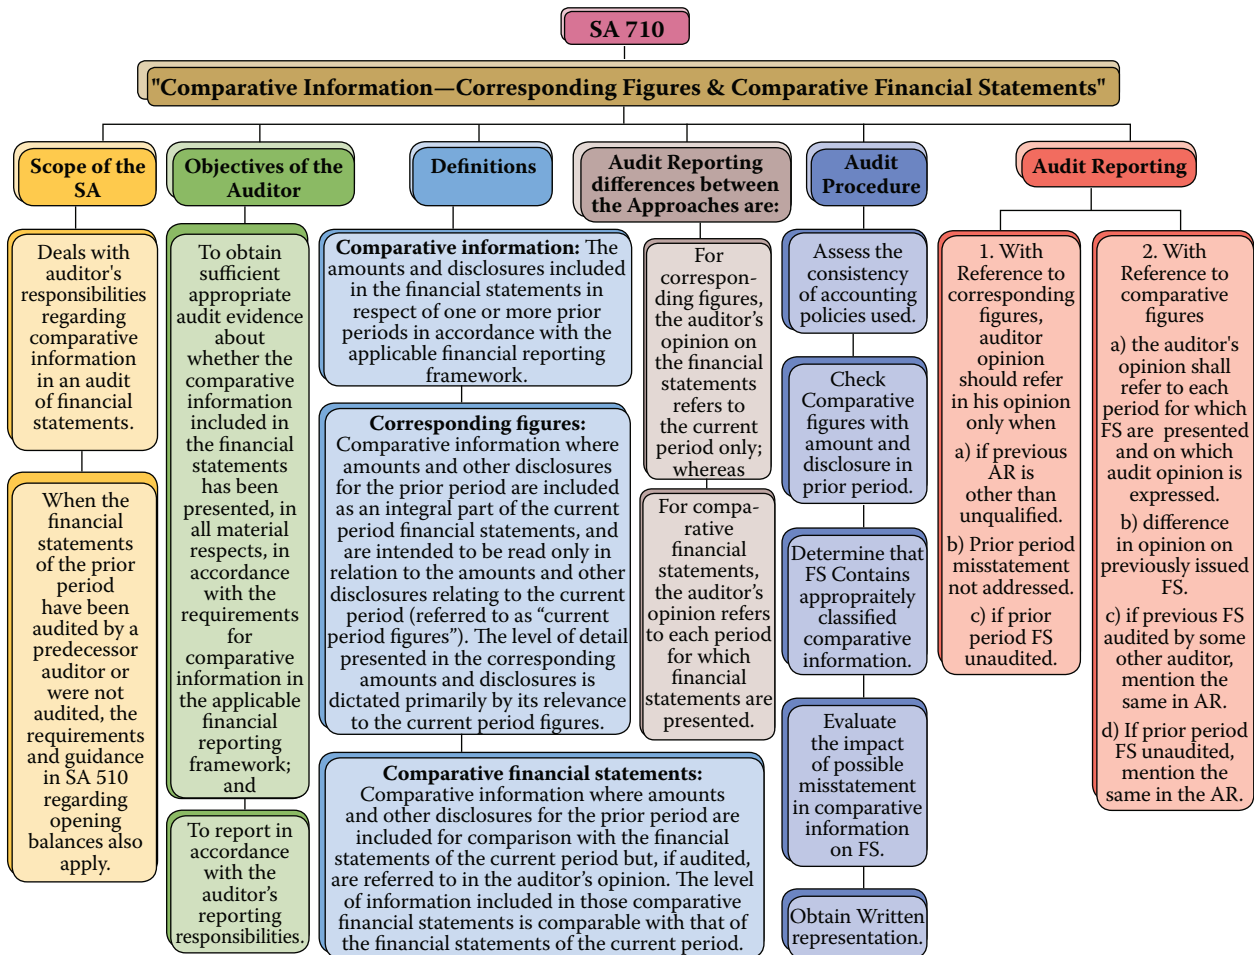 SA 710
"Comparative Information—Corresponding Figures & Comparative Financial Statements"
Scope of the
SA
Deals with
auditor's
responsibilities
regarding
comparative
information
in an audit
of financial
statements.
When the
financial
statements
of the prior
period
have been
audited by a
predecessor
auditor or
were not
audited, the
requirements
and guidance
in SA 510
regarding
opening
balances also
apply.
Objectives of the
Auditor
To obtain
sufficient
appropriate
audit evidence
about
whether the
comparative
information
included in
the financial
statements
has been
presented, in
all material
respects, in
accordance
with the
requirements
for
comparative
information in
the applicable
financial
reporting
framework;
and
To report in
accordance
with the
auditor's
reporting
responsibilities.
Definitions
Comparative information: The
amounts and disclosures included
in the financial statements in
respect of one or more prior
periods in accordance with the
applicable financial reporting
framework.
Corresponding figures:
Comparative information where
amounts and other disclosures
for the prior period are included
as an integral part of the current
period financial statements, and
are intended to be read only in
relation to the amounts and other
disclosures relating to the current
period (referred to as “current
period figures”). The level of detail
presented in the corresponding
amounts and disclosures is
dictated primarily by its relevance
to the current period figures.
Comparative financial statements:
Comparative information where amounts
and other disclosures for the prior period are
included for comparison with the financial
statements of the current period but, if audited,
are referred to in the auditor’s opinion. The level
of information included in those comparative
financial statements is comparable with that of
the financial statements of the current period.
Audit Reporting
differences between
the Approaches are:
For
correspon-
ding figures,
the auditor’s
opinion on
the financial
statements
refers to
the current
period only;
whereas
For compa-
rative
financial
statements,
the auditor’s
opinion refers
to each period
for which
financial
statements are
presented.
Audit
Procedure
Assess the
consistency
of accounting
policies used.
Check
Comparative
figures with
amount and
disclosure in
prior period.
Determine that
FS Contains
appropraitely
classified
comparative
information.
Evaluate
the impact
of possible
misstatement
in comparative
information
on FS.
Obtain Written
representation.
Audit Reporting
1. With
Reference to
corresponding
figures,
auditor
opinion
should refer
in his opinion
only when
a) if previous
AR is
other than
unqualified.
b) Prior period
misstatement
not addressed.
c) if prior
period FS
unaudited.
2. With
Reference to
comparative
figures
a) the auditor's
opinion shall
refer to each
period for which
FS are presented
and on which
audit opinion is
expressed.
b) difference
in opinion on
previously issued
FS.
c) if previous FS
audited by some
other auditor,
mention the
same in AR.
d) If prior period
FS unaudited,
mention the
same in the AR.